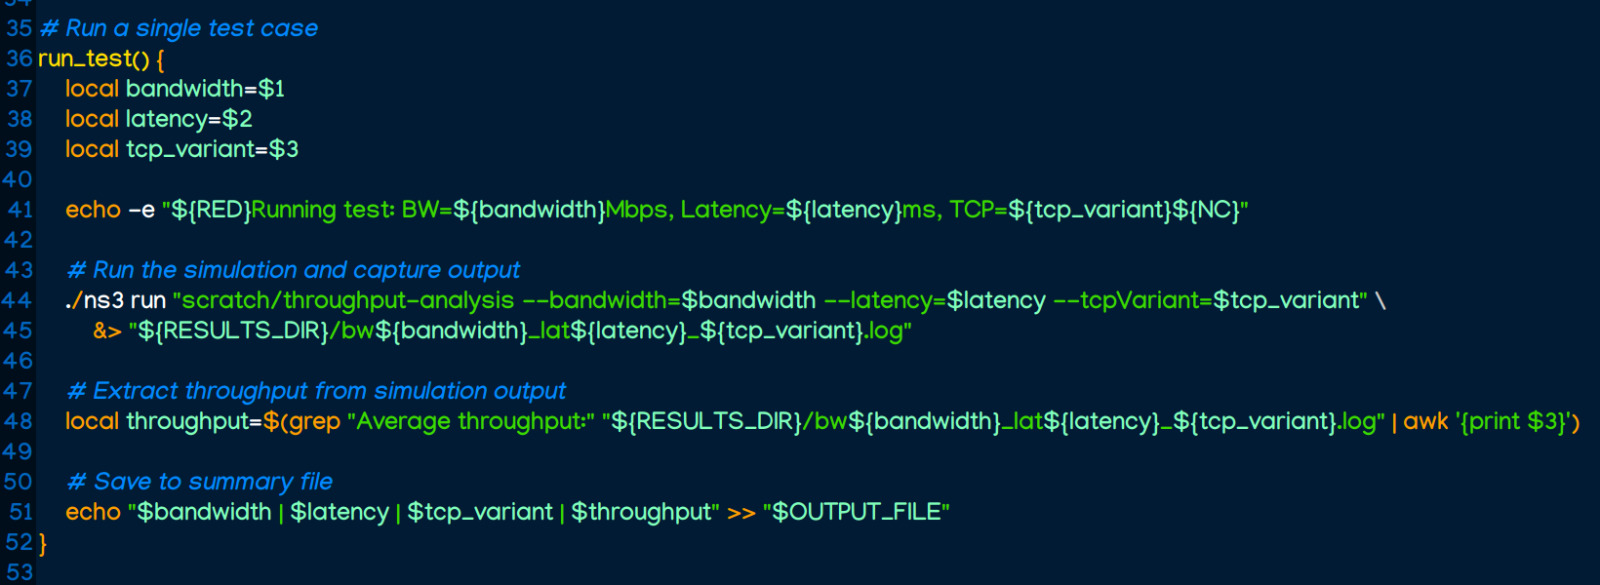 35 # Run a single test case
36 run_test() {
37 local bandwidth=$1
38 local latency=$2
39 local tcp_variant=$3
40
41 echo -e "${RED}Running test: BW=${bandwidth}Mbps, Latency=${latency}ms, TCP=${tcp_variant}${NC}"
42
43 # Run the simulation and capture output
44 ./ns3 run "scratch/throughput-analysis --bandwidth=$bandwidth --latency=$latency --tcpVariant=$tcp_variant" \
45 &> "${RESULTS_DIR}/bw${bandwidth}_lat${latency}_${tcp_variant}.log"
46
47 # Extract throughput from simulation output
48 local throughput=$(grep "Average throughput:" "${RESULTS_DIR}/bw${bandwidth}_lat${latency}_${tcp_variant}.log" | awk '{print $3}')
49
50 # Save to summary file
51 echo "$bandwidth | $latency | $tcp_variant | $throughput" >> "$OUTPUT_FILE"
52 }
53